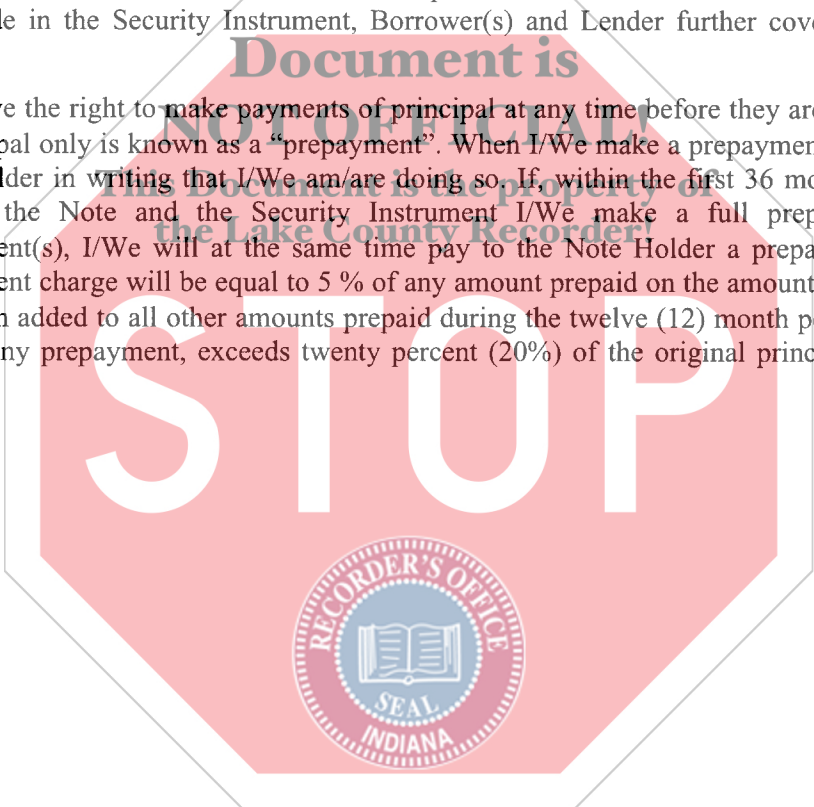 le in the Security Instrument, Borrower(s) and Lender further cove
Document is
ve the right to make payments of principal at any time before they are
NOT OFFICIAL!
pal only is known as a “prepayment”. When I/We make a prepaymen
lder in writing that I/We am/are doing so. If, within the first 36 mo
This Document is the property of
the Note and the Security Instrument I/We make a full prep
the Lake County Recorder!
ent(s), I/We will at the same time pay to the Note Holder a prepa
ent charge will be equal to 5 % of any amount prepaid on the amount
n added to all other amounts prepaid during the twelve (12) month p
ny prepayment, exceeds twenty percent (20%) of the original princ
STOP
RECORDER'S OFFICE
SEAL
INDIANA